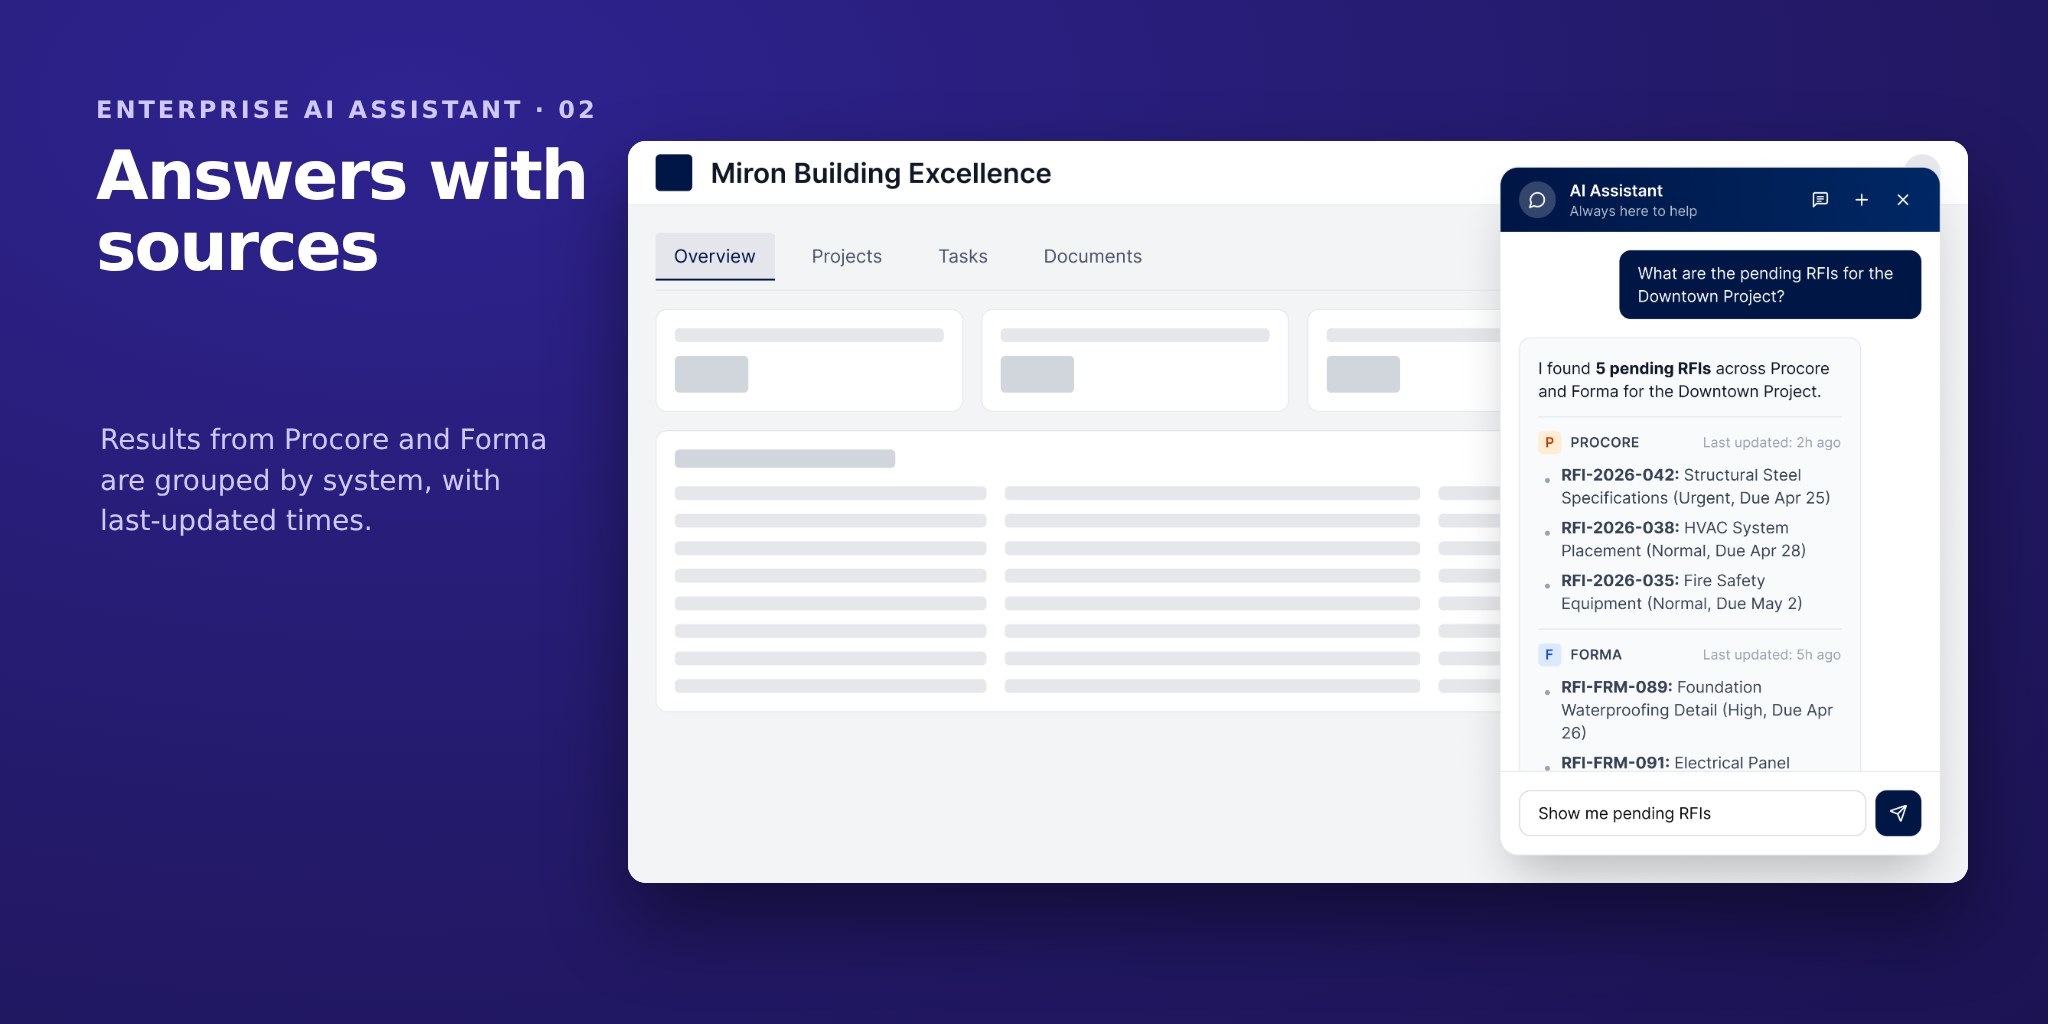 ENTERPRISE AI ASSISTANT · 02
Answers with
sources
Results from Procore and Forma
are grouped by system, with
last-updated times.
Miron Building Excellence
Overview
Projects
Tasks
Documents
AI Assistant
Always here to help
What are the pending RFIs for the
Downtown Project?
I found 5 pending RFIs across Procore
and Forma for the Downtown Project.
P PROCORE Last updated: 2h ago
RFI-2026-042: Structural Steel
Specifications (Urgent, Due Apr 25)
RFI-2026-038: HVAC System
Placement (Normal, Due Apr 28)
RFI-2026-035: Fire Safety
Equipment (Normal, Due May 2)
F FORMA Last updated: 5h ago
RFI-FRM-089: Foundation
Waterproofing Detail (High, Due Apr
26)
RFI-FRM-091: Electrical Panel
Show me pending RFIs